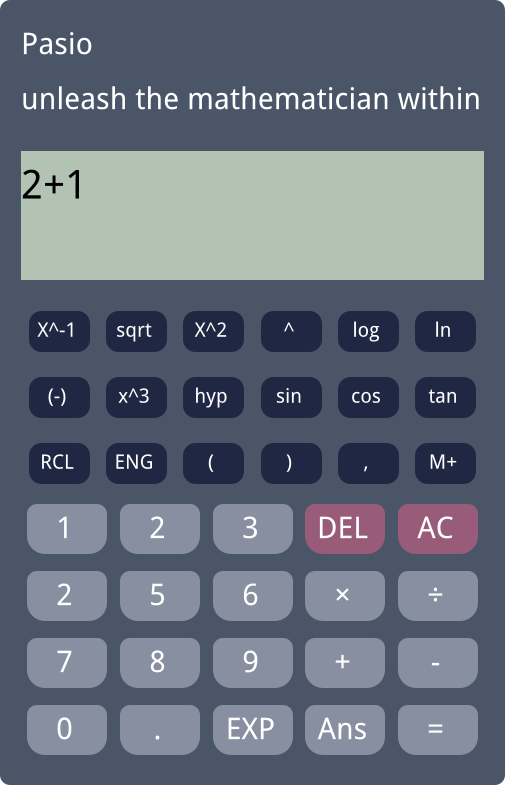 Pasio
unleash the mathematician within
2+1
X^-1 sqrt X^2 ^ log ln
(-) x^3 hyp sin cos tan
RCL ENG ( ) , M+
1 2 3 DEL AC
2 5 6 × ÷
7 8 9 + -
0 . EXP Ans =